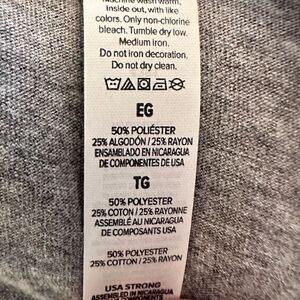 Machine wash warm,
inside out, with like
colors. Only non-chlorine
bleach. Tumble dry low.
Medium iron.
Do not iron decoration.
Do not dry clean.
EG
50% POLIÉSTER
25% ALGODÓN / 25% RAYON
ENSAMBLADO EN NICARAGUA
DE COMPONENTES DE USA
TG
50% POLYESTER
25% COTON / 25% RAYONNE
ASSEMBLÉ AU NICARAGUA
DE COMPOSANTS USA
50% POLYESTER
25% COTTON / 25% RAYON
USA STRONG
ASSEMBLED IN NICARAGUA